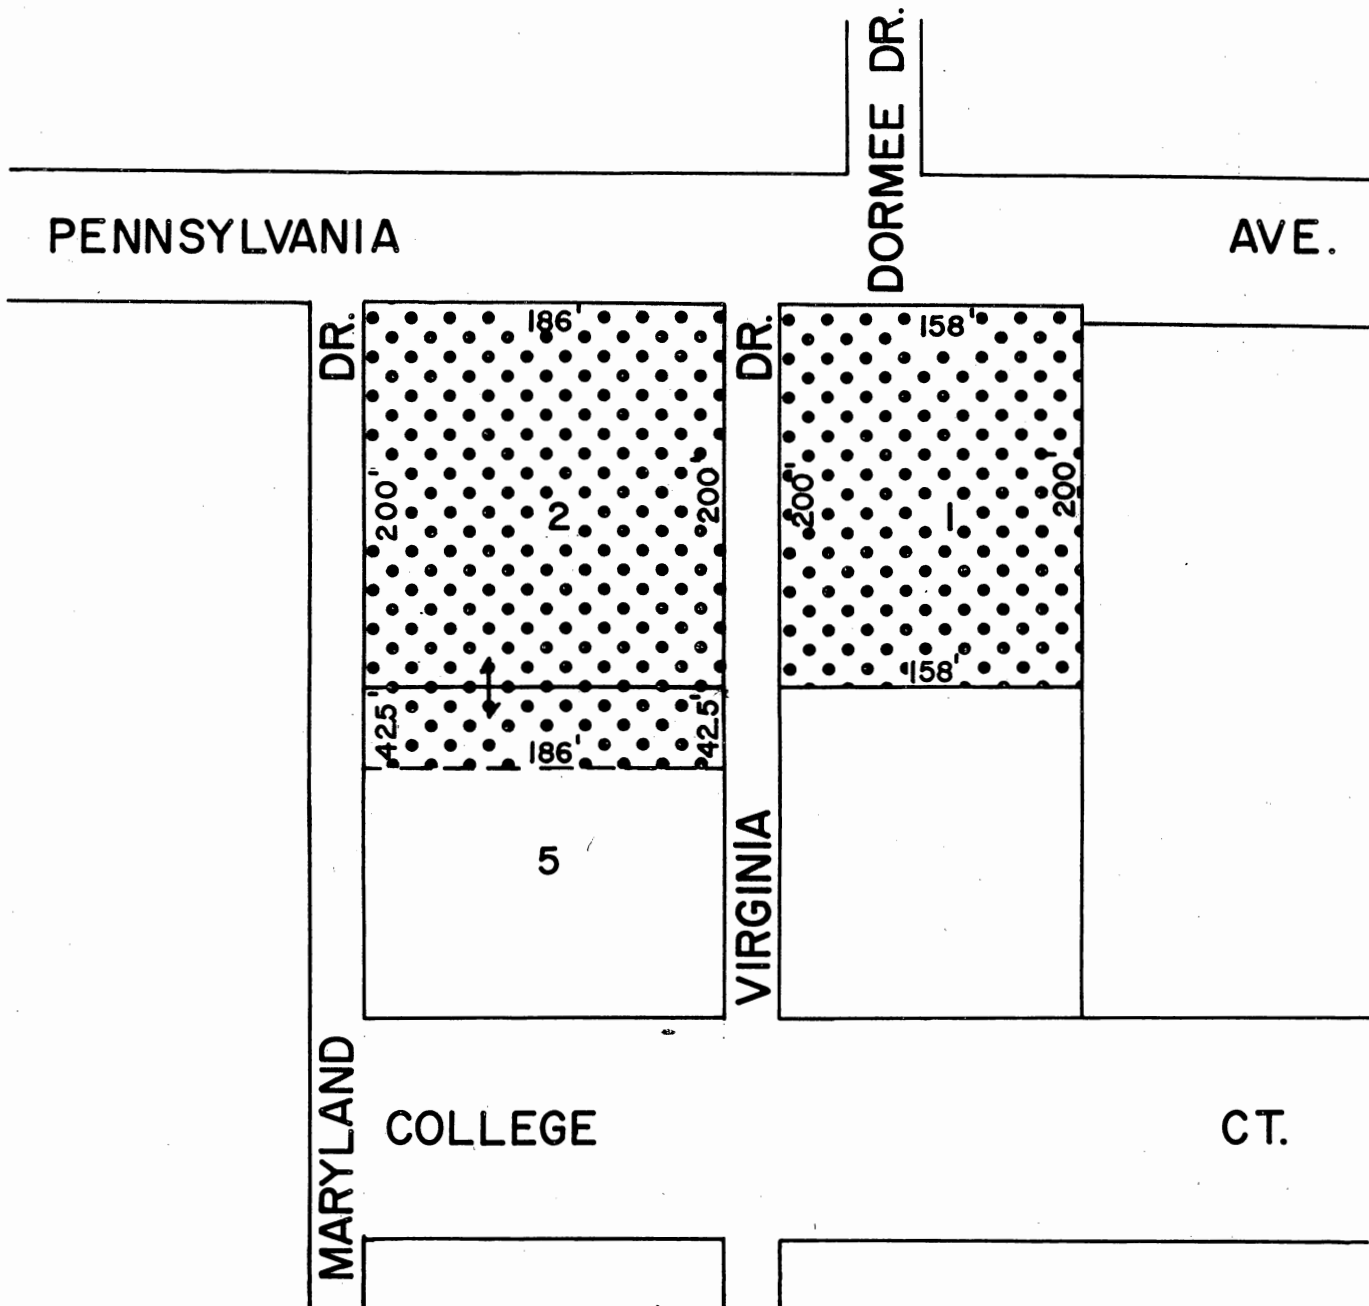 DORMEE DR.
PENNSYLVANIA AVE.
DR.
186'
DR.
158'
200'
2
200'
200'
1
200'
158'
42.5'
186'
42.5'
5
VIRGINIA
MARYLAND
COLLEGE CT.